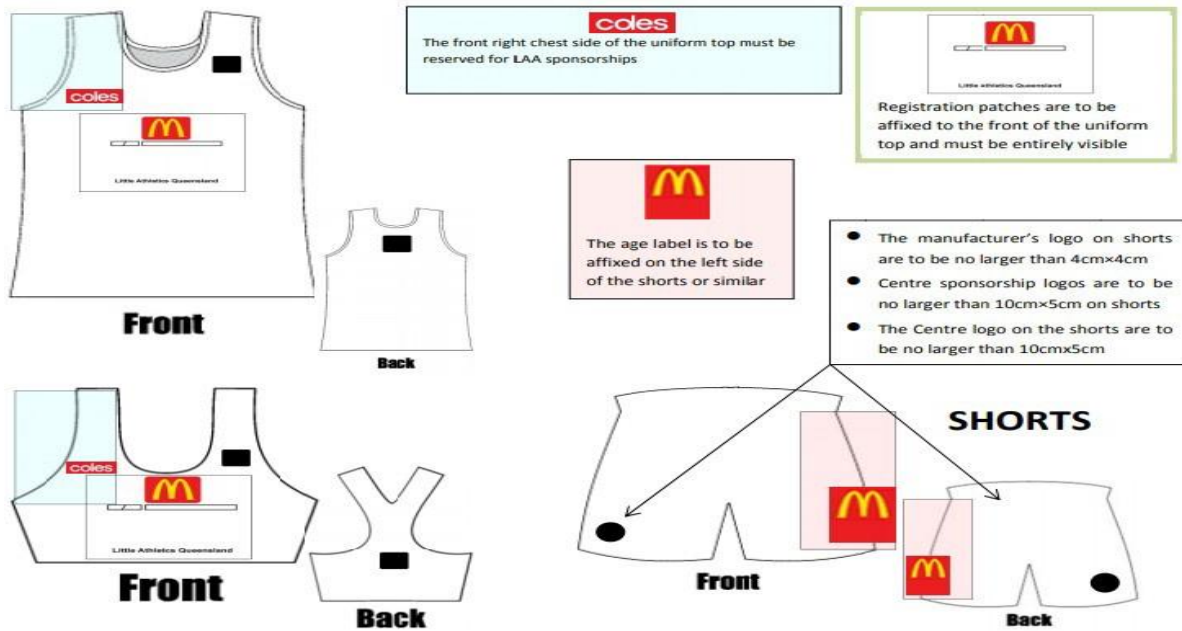 coles
The front right chest side of the uniform top must be
reserved for LAA sponsorships
Little athletics Queensland
Registration patches are to be
affixed to the front of the uniform
top and must be entirely visible
coles
Little Athletics Queensland
Front
Back
The age label is to be
affixed on the left side
of the shorts or similar
The manufacturer's logo on shorts
are to be no larger than 4cm×4cm
Centre sponsorship logos are to be
no larger than 10cm×5cm on shorts
The Centre logo on the shorts are to
be no larger than 10cmx5cm
coles
Little Athletics Queensland
Front
Back
SHORTS
Front
Back